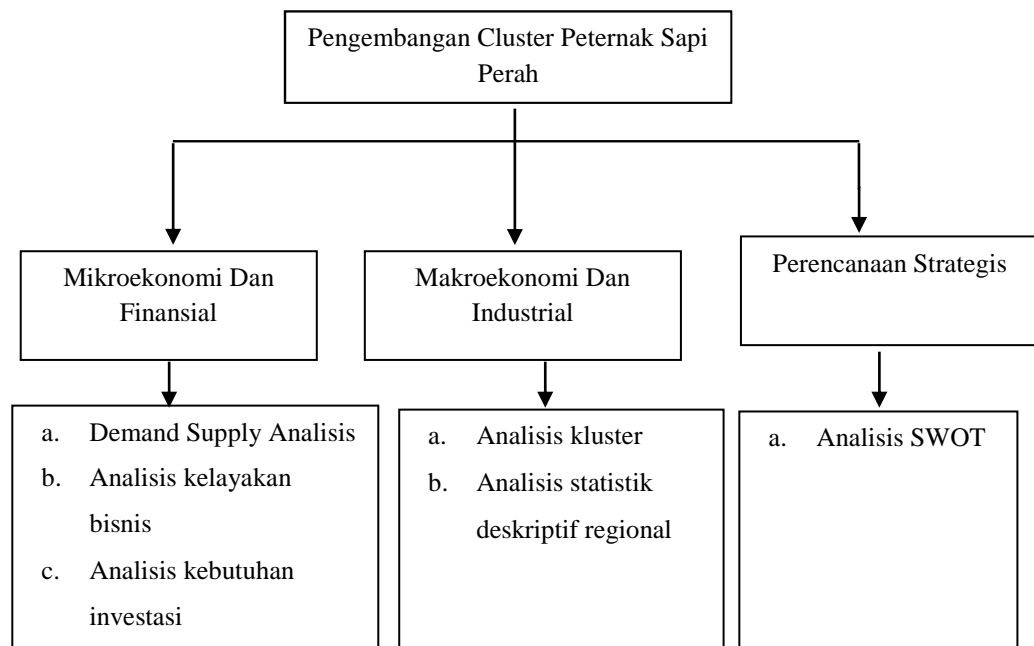 Pengembangan Cluster Peternak Sapi
Perah
Mikroekonomi Dan
Finansial
Makroekonomi Dan
Industrial
Perencanaan Strategis
a. Demand Supply Analisis
b. Analisis kelayakan
bisnis
c. Analisis kebutuhan
investasi
a. Analisis kluster
b. Analisis statistik
deskriptif regional
a. Analisis SWOT